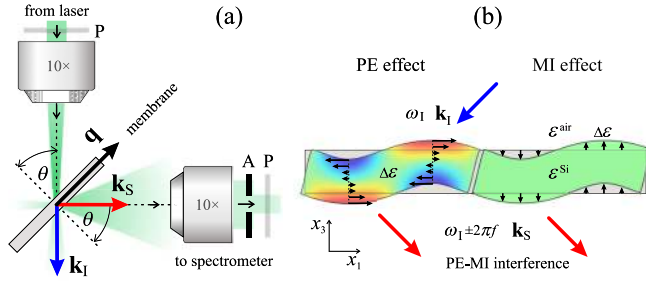 (a)
from laser
P
10×
q
membrane
θ
θ
k_S
k_I
A P
10×
to spectrometer
(b)
PE effect
MI effect
ω_I k_I
ε^air
Δε
Δε
ε^Si
x_3
x_1
ω_I ±2πf k_S
PE-MI interference